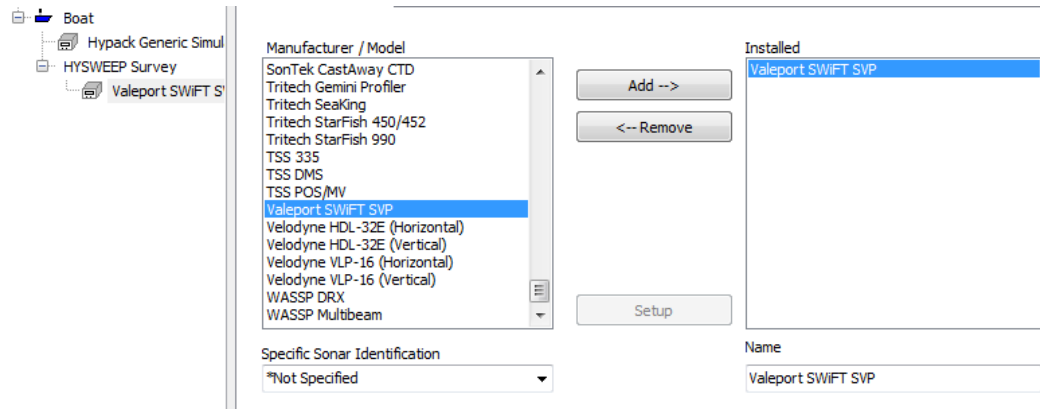 Boat
Hypack Generic Simul
HYSWEEP Survey
Valeport SWiFT S
Manufacturer / Model
SonTek CastAway CTD
Tritech Gemini Profiler
Tritech SeaKing
Tritech StarFish 450/452
Tritech StarFish 990
TSS 335
TSS DMS
TSS POS/MV
Valeport SWiFT SVP
Velodyne HDL-32E (Horizontal)
Velodyne HDL-32E (Vertical)
Velodyne VLP-16 (Horizontal)
Velodyne VLP-16 (Vertical)
WASSP DRX
WASSP Multibeam
Specific Sonar Identification
*Not Specified
Add -->
<-- Remove
Setup
Installed
Valeport SWiFT SVP
Name
Valeport SWiFT SVP